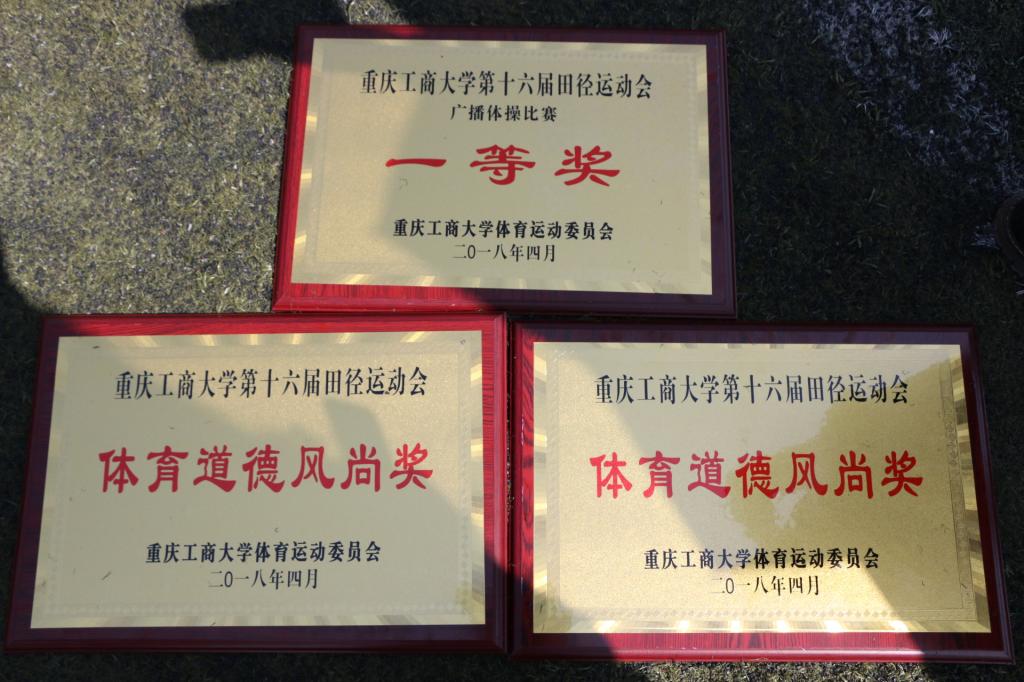 重庆工商大学第十六届田径运动会
广播体操比赛
一等奖
重庆工商大学体育运动委员会
二〇一八年四月
重庆工商大学第十六届田径运动会
体育道德风尚奖
重庆工商大学体育运动委员会
二〇一八年四月
重庆工商大学第十六届田径运动会
体育道德风尚奖
重庆工商大学体育运动委员会
二〇一八年四月